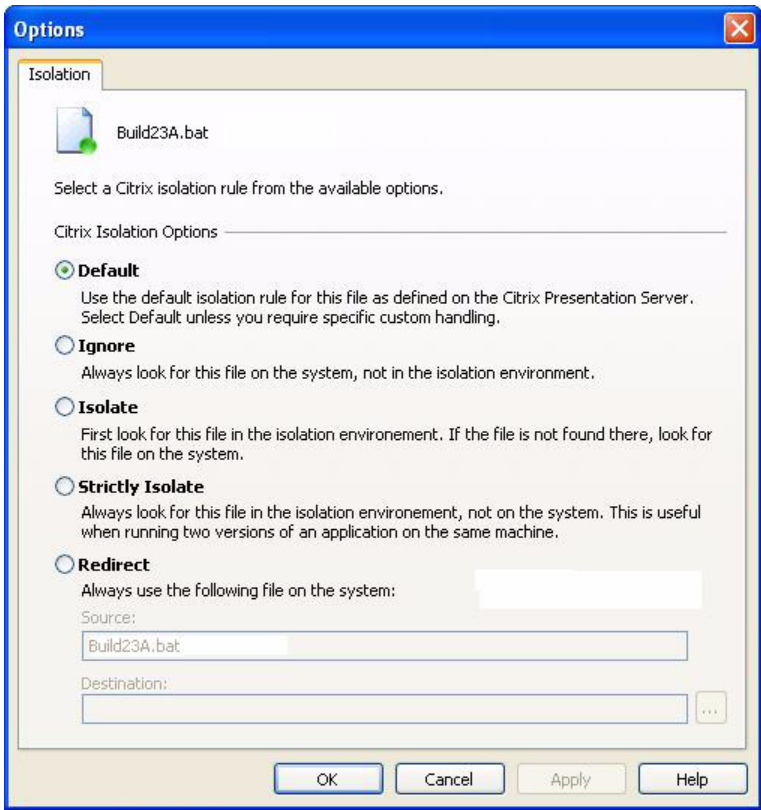 Options
Isolation
Build23A.bat
Select a Citrix isolation rule from the available options.
Citrix Isolation Options
Default
Use the default isolation rule for this file as defined on the Citrix Presentation Server.
Select Default unless you require specific custom handling.
Ignore
Always look for this file on the system, not in the isolation environment.
Isolate
First look for this file in the isolation environement. If the file is not found there, look for
this file on the system.
Strictly Isolate
Always look for this file in the isolation environement, not on the system. This is useful
when running two versions of an application on the same machine.
Redirect
Always use the following file on the system:
Source:
Build23A.bat
Destination:
...
OK Cancel Apply Help